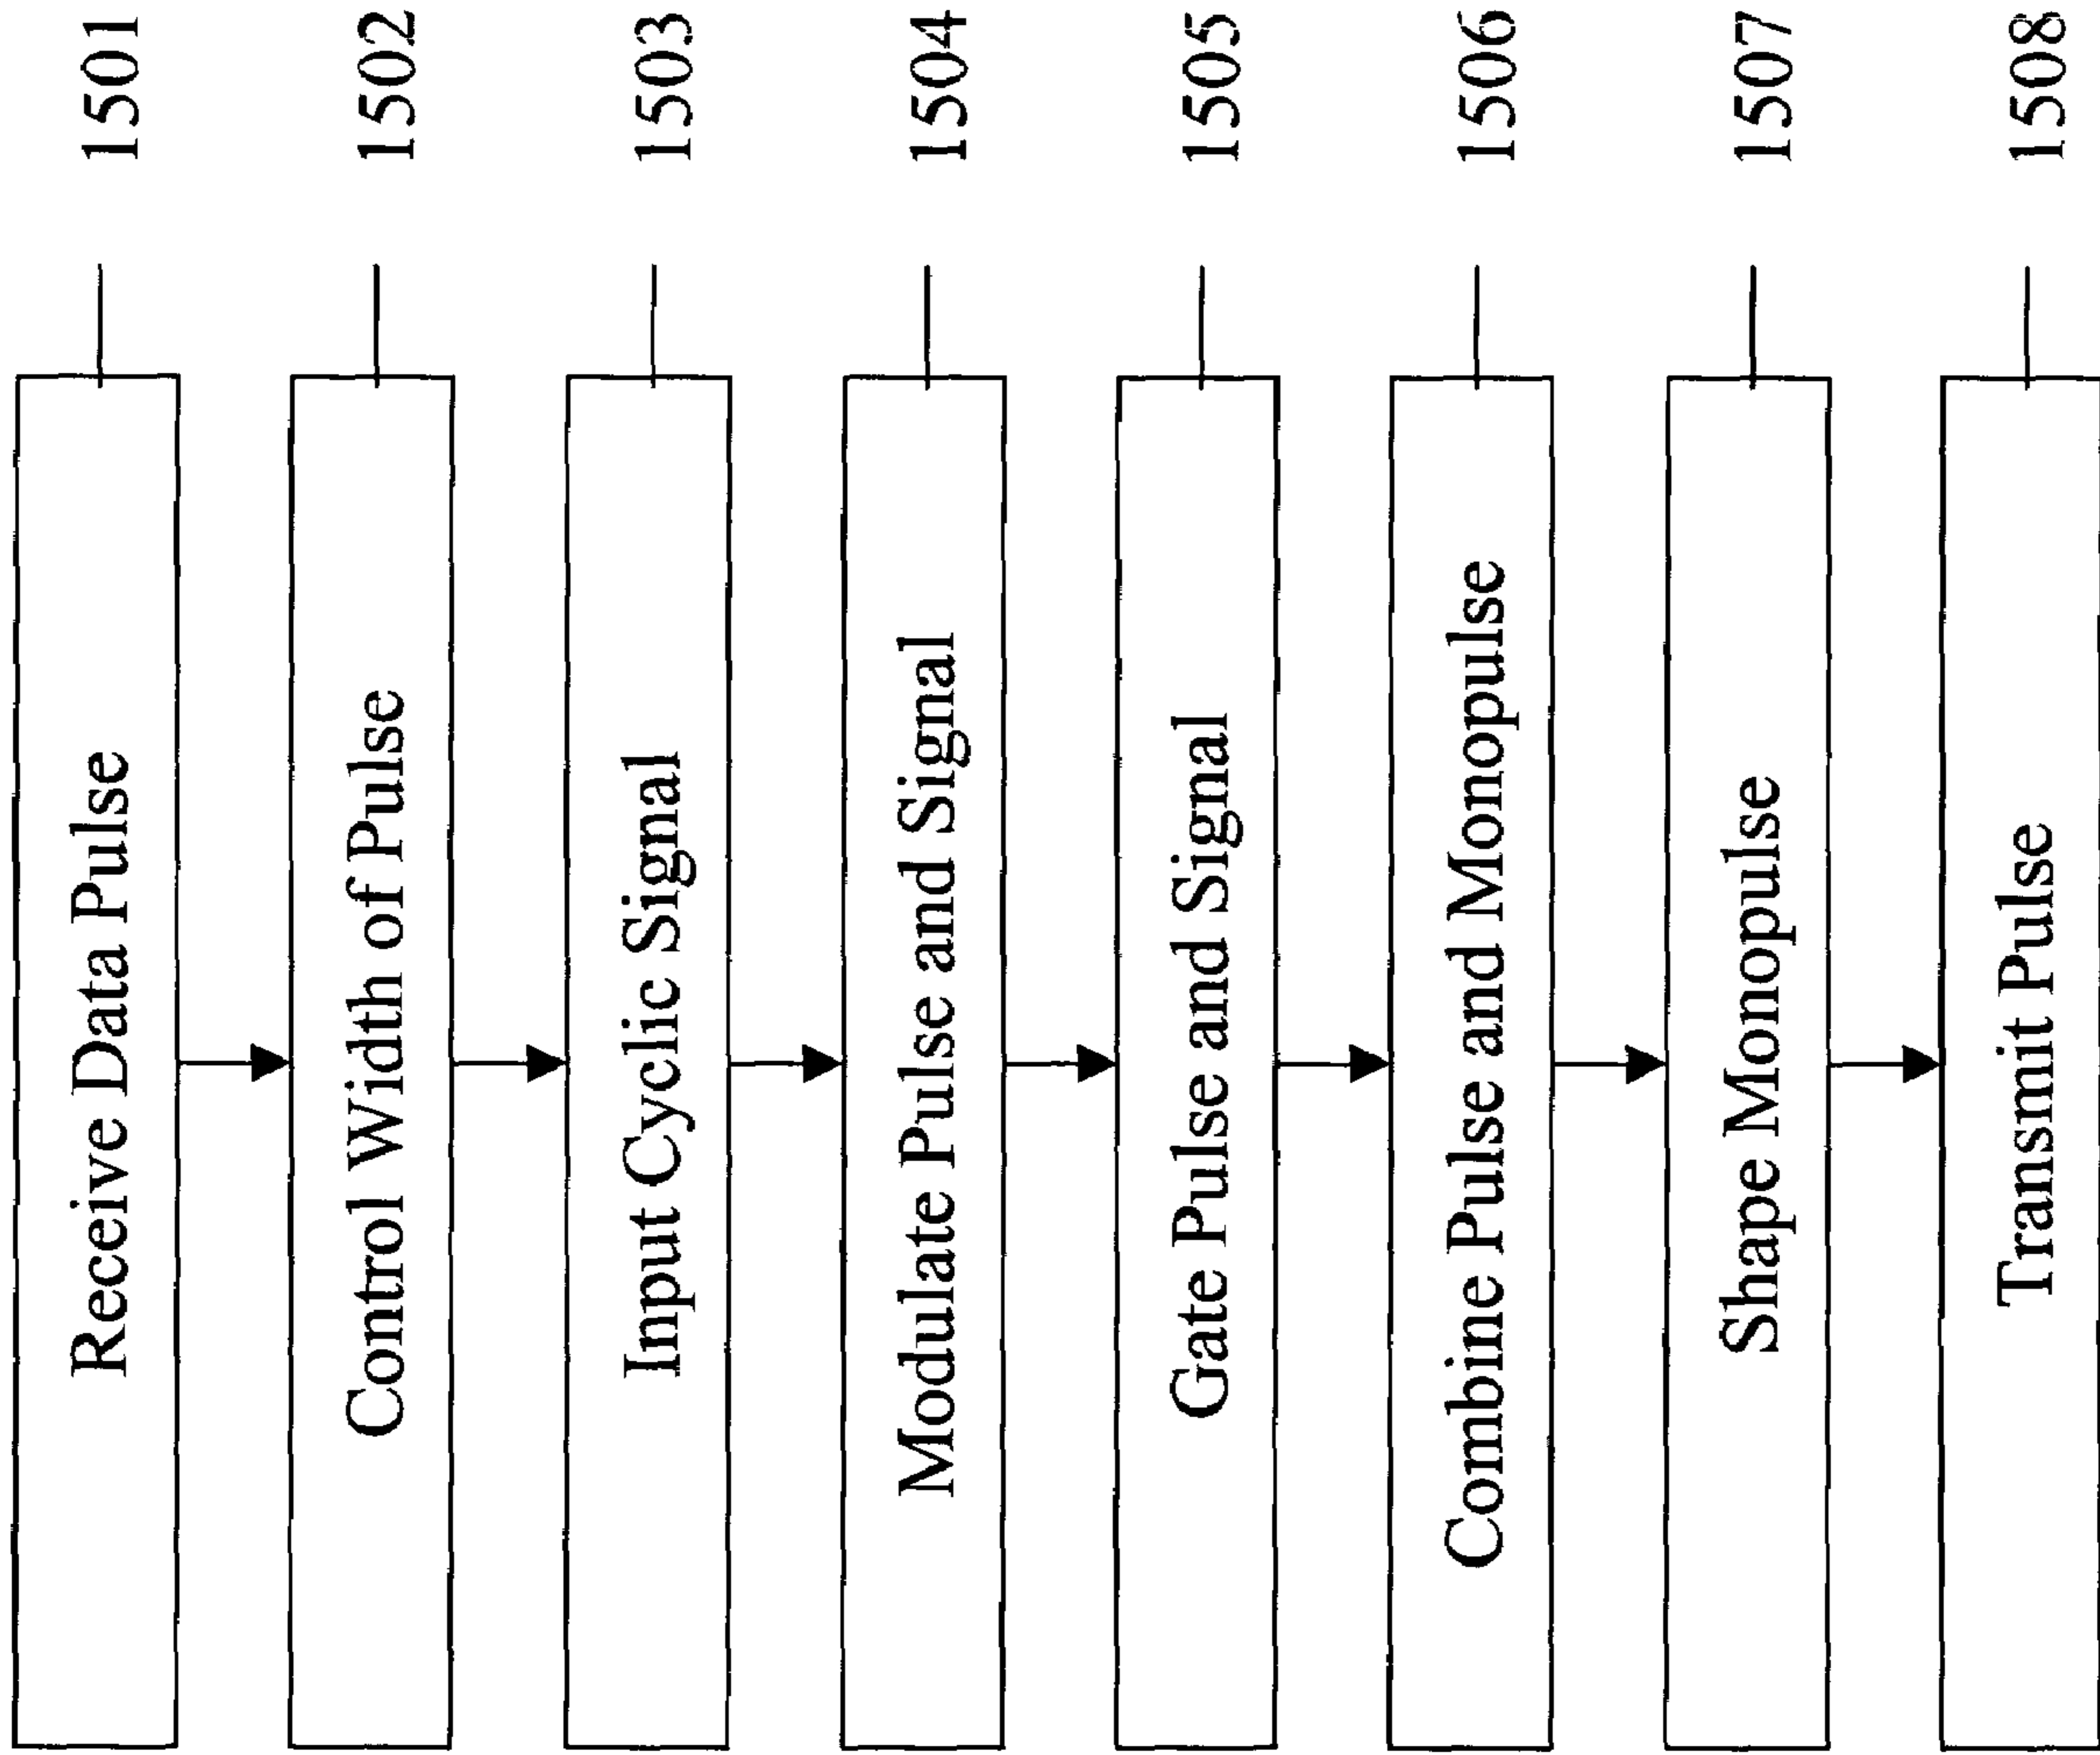 Receive Data Pulse 1501
Control Width of Pulse 1502
Input Cyclic Signal 1503
Modulate Pulse and Signal 1504
Gate Pulse and Signal 1505
Combine Pulse and Monopulse 1506
Shape Monopulse 1507
Transmit Pulse 1508